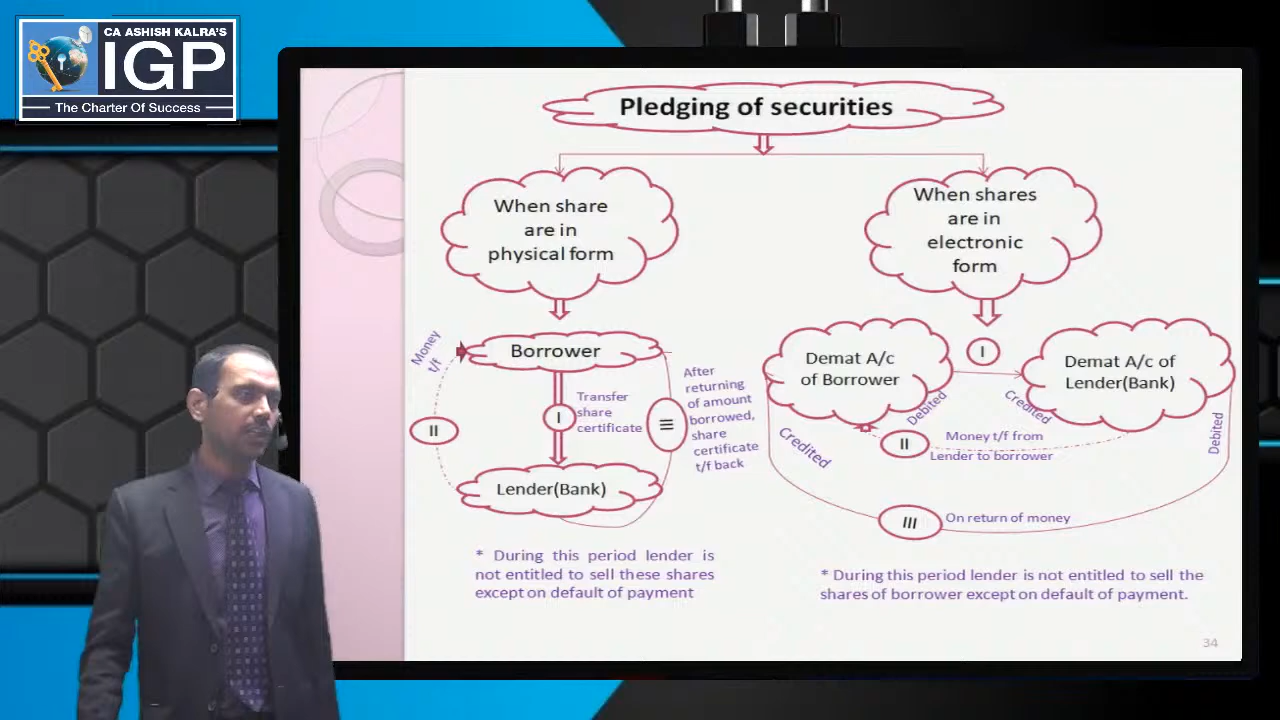 CA ASHISH KALRA'S
IGP
The Charter Of Success
Pledging of securities
When share
are in
physical form
When shares
are in
electronic
form
Money
t/f
Borrower
II
I
Transfer
share
certificate
III
After
returning
of amount
borrowed,
share
certificate
t/f back
Lender(Bank)
* During this period lender is
not entitled to sell these shares
except on default of payment
Demat A/c
of Borrower
I
Demat A/c of
Lender(Bank)
Debited
Credited
II
Money t/f from
Lender to borrower
Credited
Debited
III
On return of money
* During this period lender is not entitled to sell the
shares of borrower except on default of payment.
34